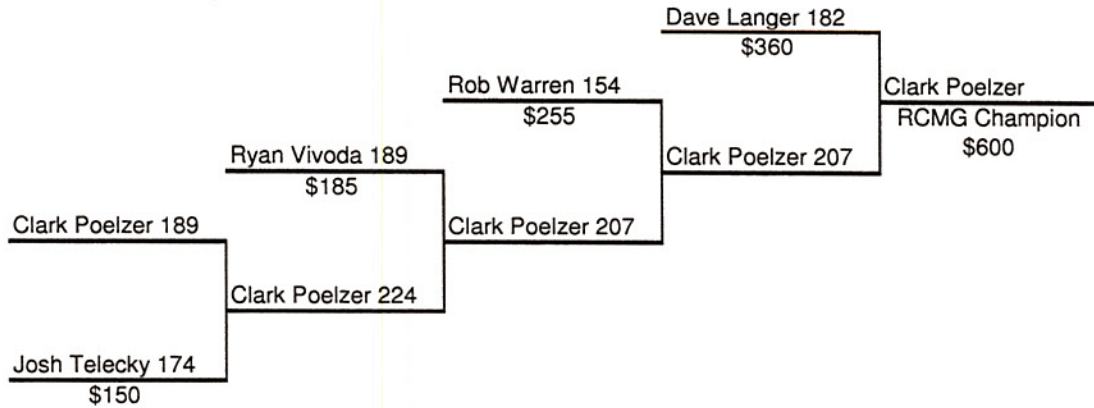 Dave Langer 182
$360
Rob Warren 154
$255
Clark Poelzer
RCMG Champion
$600
Ryan Vivoda 189
$185
Clark Poelzer 207
Clark Poelzer 189
Clark Poelzer 207
Clark Poelzer 224
Josh Telecky 174
$150